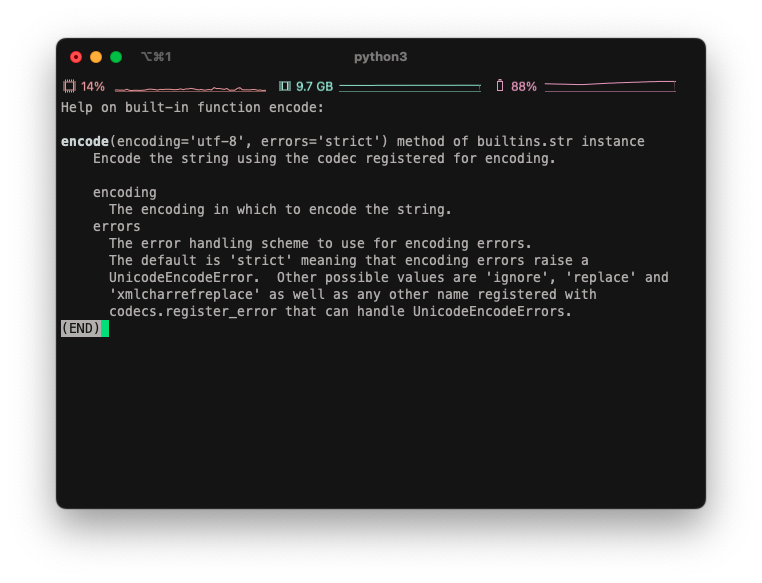 ⌥⌘1 python3
14% 9.7 GB 88%
Help on built-in function encode:

encode(encoding='utf-8', errors='strict') method of builtins.str instance
    Encode the string using the codec registered for encoding.

    encoding
      The encoding in which to encode the string.
    errors
      The error handling scheme to use for encoding errors.
      The default is 'strict' meaning that encoding errors raise a
      UnicodeEncodeError.  Other possible values are 'ignore', 'replace' and
      'xmlcharrefreplace' as well as any other name registered with
      codecs.register_error that can handle UnicodeEncodeErrors.
(END)